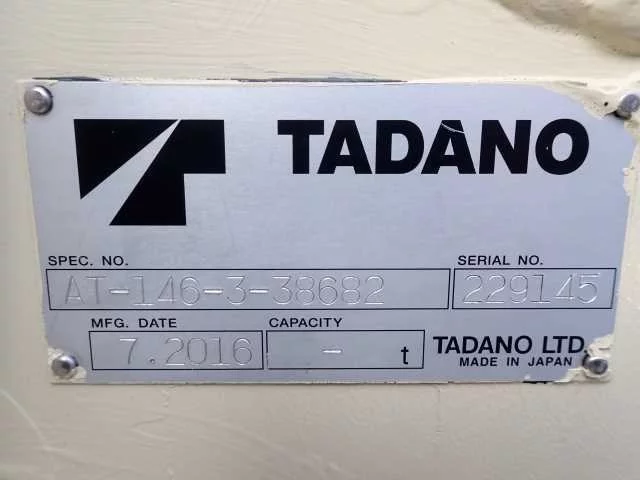 TADANO
SPEC. NO. SERIAL NO.
AT-146-3-38682 229145
MFG. DATE CAPACITY
7.2016 - t TADANO LTD.
MADE IN JAPAN